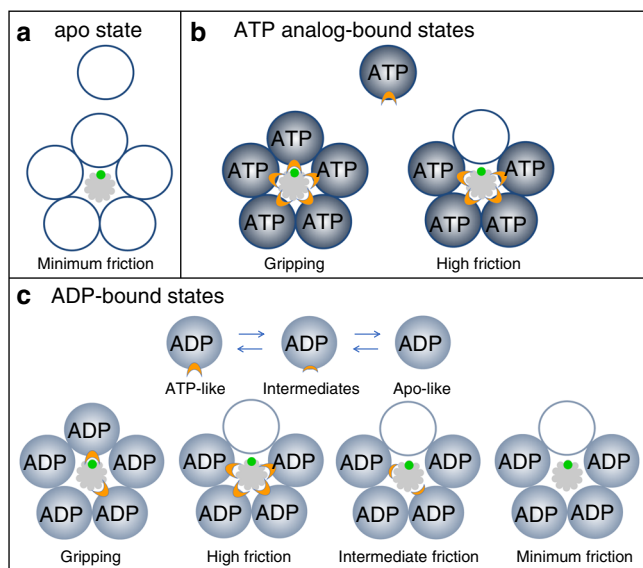 a apo state
Minimum friction
b ATP analog-bound states
ATP
ATP
ATP ATP
ATP ATP
Gripping
ATP ATP
ATP ATP
High friction
c ADP-bound states
ADP ADP ADP
ATP-like Intermediates Apo-like
ADP
ADP ADP
ADP ADP
Gripping
ADP ADP
ADP ADP
High friction
ADP ADP
ADP ADP
Intermediate friction
ADP ADP
ADP ADP
Minimum friction